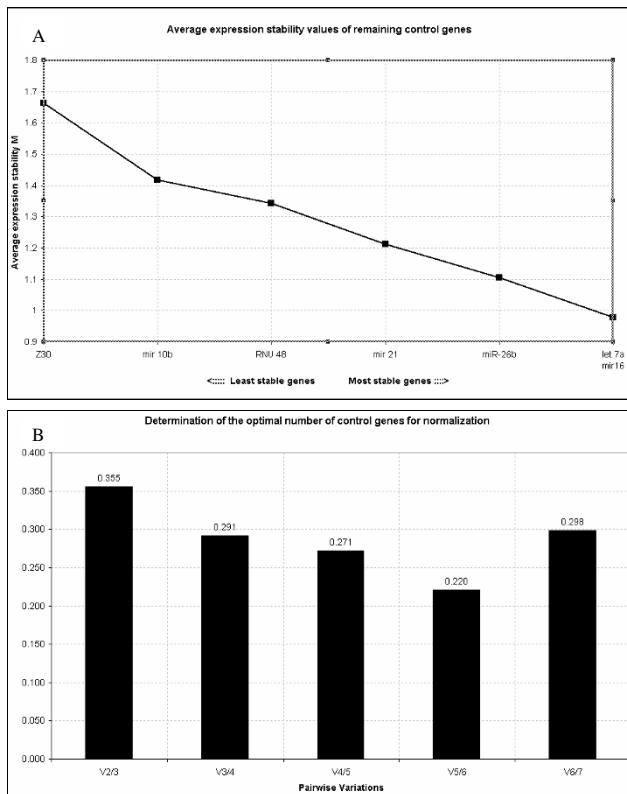 A
Average expression stability values of remaining control genes
Average expression stability M
1.8
1.7
1.6
1.5
1.4
1.3
1.2
1.1
1
0.9
Z30 mir 10b RNU 48 mir 21 miR-26b let 7a
mir16
<::::: Least stable genes Most stable genes ::::>
B
Determination of the optimal number of control genes for normalization
0.400
0.350
0.300
0.250
0.200
0.150
0.100
0.050
0.000
0.355
0.291
0.271
0.220
0.298
V2/3 V3/4 V4/5 V5/6 V6/7
Pairwise Variations